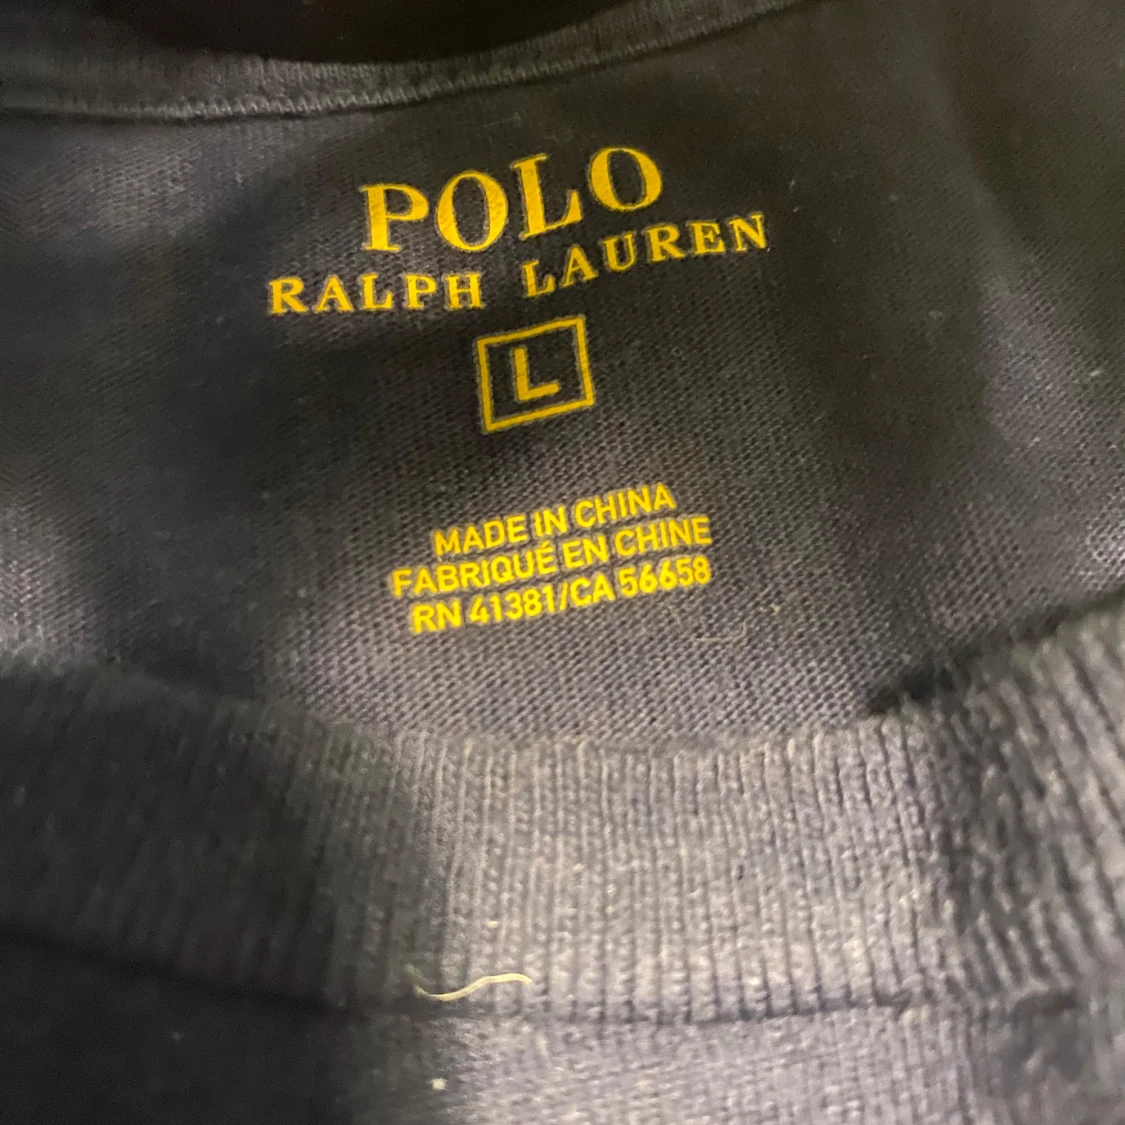 POLO
RALPH LAUREN
L
MADE IN CHINA
FABRIQUÉ EN CHINE
RN 41381/CA 56658